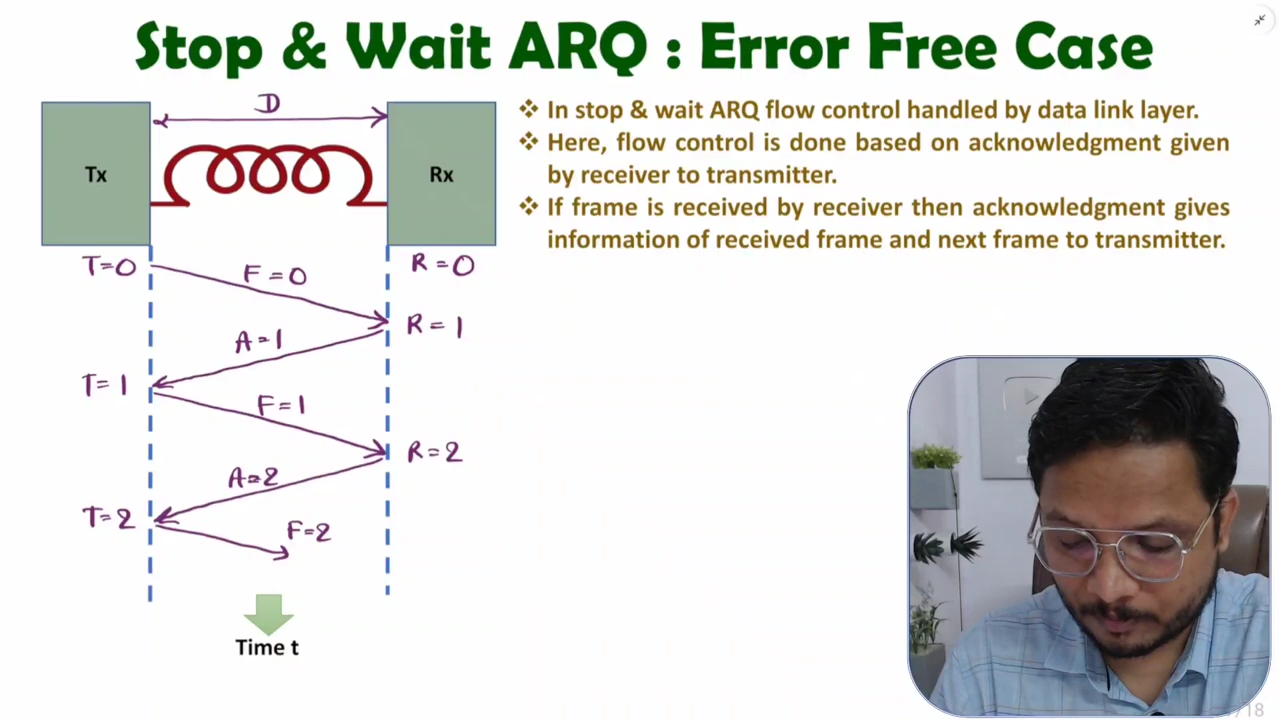 Stop & Wait ARQ : Error Free Case
D
Tx
Rx
❖ In stop & wait ARQ flow control handled by data link layer.
❖ Here, flow control is done based on acknowledgment given
by receiver to transmitter.
❖ If frame is received by receiver then acknowledgment gives
information of received frame and next frame to transmitter.
T=0
F=0
R=0
R=1
A=1
T=1
F=1
R=2
A=2
T=2
F=2
Time t
/18